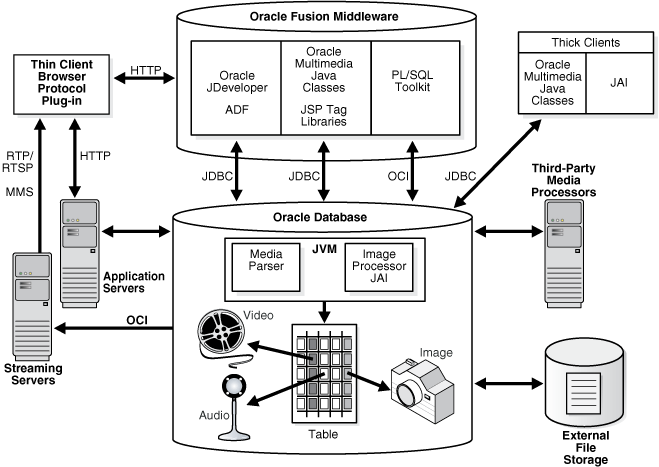 Oracle Fusion Middleware
Oracle
JDeveloper
ADF
Oracle
Multimedia
Java
Classes
JSP Tag
Libraries
PL/SQL
Toolkit
Thin Client
Browser
Protocol
Plug-in
HTTP
Thick Clients
Oracle
Multimedia
Java
Classes
JAI
RTP/
RTSP
MMS
HTTP
JDBC
JDBC
OCI
JDBC
Third-Party
Media
Processors
Oracle Database
JVM
Media
Parser
Image
Processor
JAI
Application
Servers
OCI
Streaming
Servers
Video
Image
Audio
Table
External
File
Storage